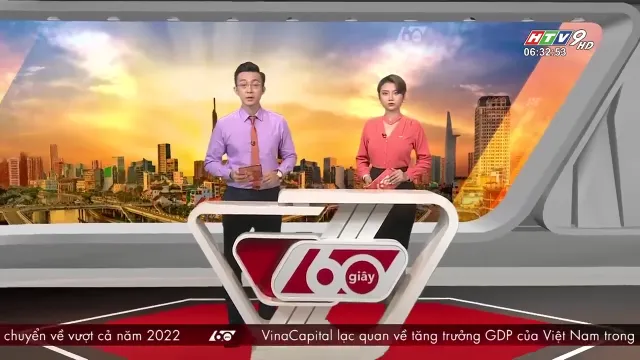 HTV9 HD
06:32:53
60 giây
chuyển về vượt cả năm 2022 60 VinaCapital lạc quan về tăng trưởng GDP của Việt Nam trong